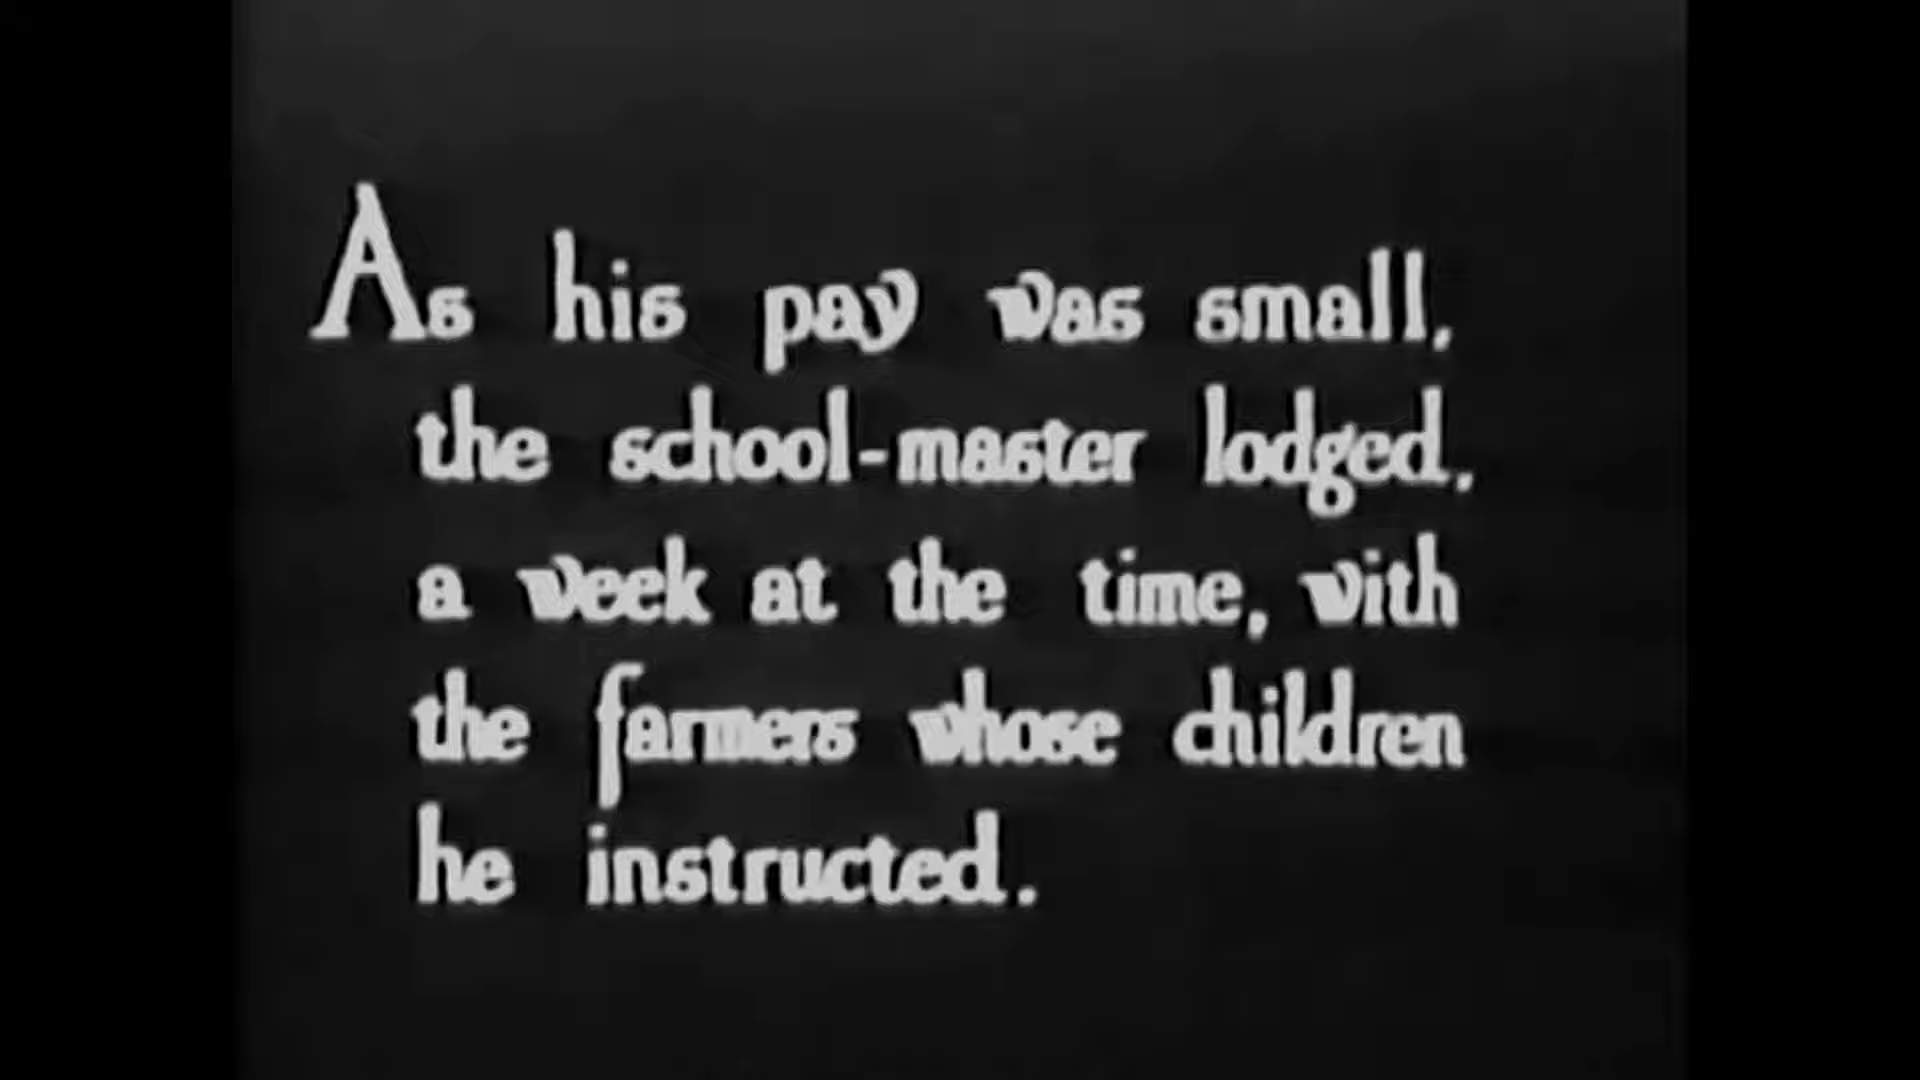 As his pay was small,
the school-master lodged,
a week at the time, with
the farmers whose children
he instructed.